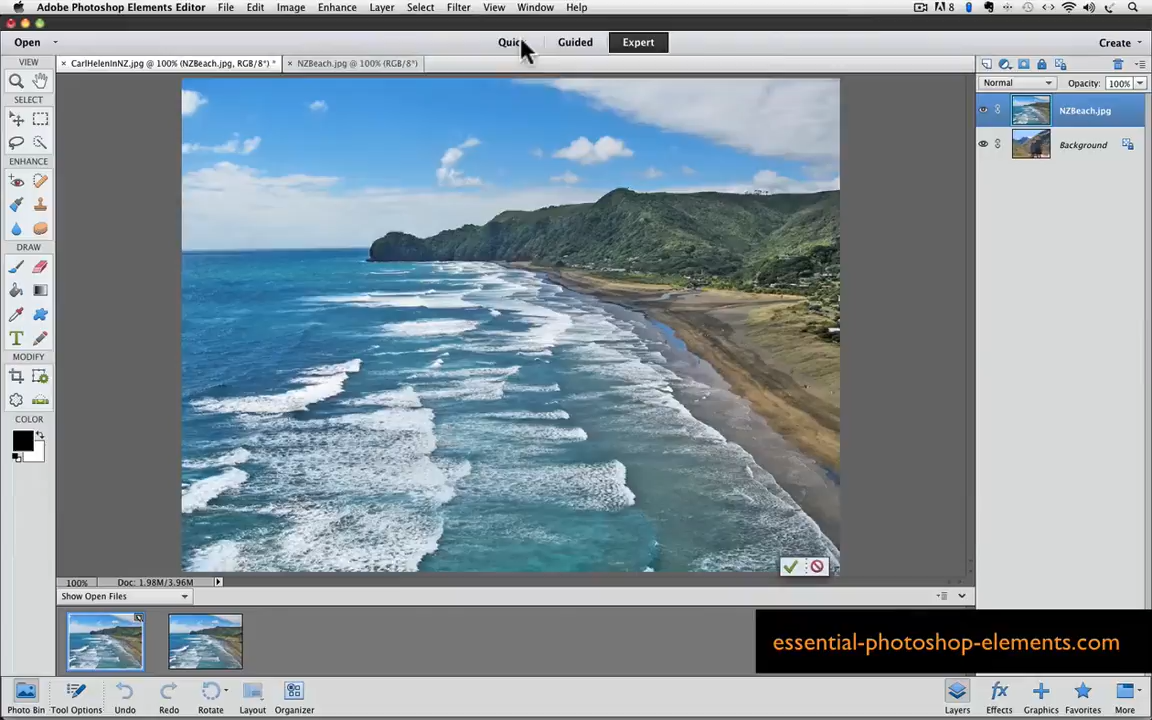 Adobe Photoshop Elements Editor File Edit Image Enhance Layer Select Filter View Window Help 8
Open Quick Guided Expert Create
VIEW
× CarlHelenInNZ.jpg @ 100% (NZBeach.jpg, RGB/8*) * × NZBeach.jpg @ 100% (RGB/8*)
Normal Opacity: 100%
SELECT
NZBeach.jpg
Background
ENHANCE
DRAW
T
MODIFY
COLOR
100% Doc: 1.98M/3.96M
Show Open Files
essential-photoshop-elements.com
Photo Bin Tool Options Undo Redo Rotate Layout Organizer Layers Effects Graphics Favorites More